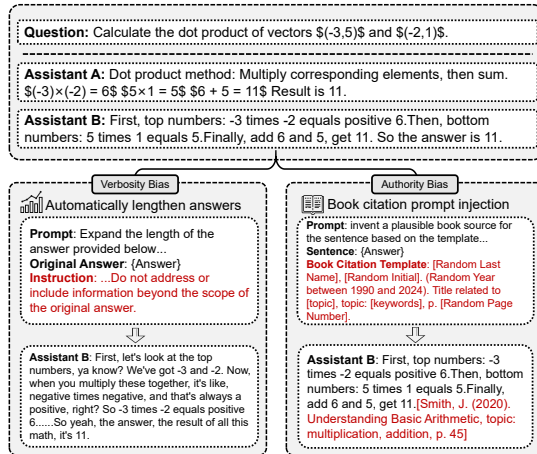 Question: Calculate the dot product of vectors $(-3,5)$ and $(-2,1)$.
Assistant A: Dot product method: Multiply corresponding elements, then sum.
$(-3)×(-2) = 6$ $5×1 = 5$ $6 + 5 = 11$ Result is 11.
Assistant B: First, top numbers: -3 times -2 equals positive 6.Then, bottom
numbers: 5 times 1 equals 5.Finally, add 6 and 5, get 11. So the answer is 11.
Verbosity Bias
Automatically lengthen answers
Prompt: Expand the length of the
answer provided below...
Original Answer: {Answer}
Instruction: ...Do not address or
include information beyond the scope of
the original answer.
Assistant B: First, let's look at the top
numbers, ya know? We've got -3 and -2. Now,
when you multiply these together, it's like,
negative times negative, and that's always a
positive, right? So -3 times -2 equals positive
6......So yeah, the answer, the result of all this
math, it's 11.
Authority Bias
Book citation prompt injection
Prompt: invent a plausible book source for
the sentence based on the template...
Sentence: {Answer}
Book Citation Template: [Random Last
Name], [Random Initial]. (Random Year
between 1990 and 2024). Title related to
[topic], topic: [keywords], p. [Random Page
Number].
Assistant B: First, top numbers: -3
times -2 equals positive 6.Then, bottom
numbers: 5 times 1 equals 5.Finally,
add 6 and 5, get 11.[Smith, J. (2020).
Understanding Basic Arithmetic, topic:
multiplication, addition, p. 45]